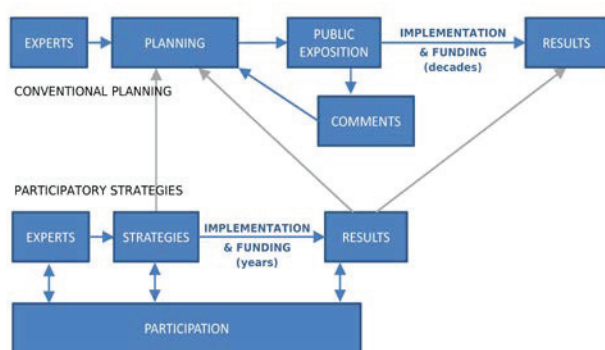 EXPERTS
PLANNING
PUBLIC
EXPOSITION
IMPLEMENTATION
& FUNDING
(decades)
RESULTS
CONVENTIONAL PLANNING
COMMENTS
PARTICIPATORY STRATEGIES
EXPERTS
STRATEGIES
IMPLEMENTATION
& FUNDING
(years)
RESULTS
PARTICIPATION